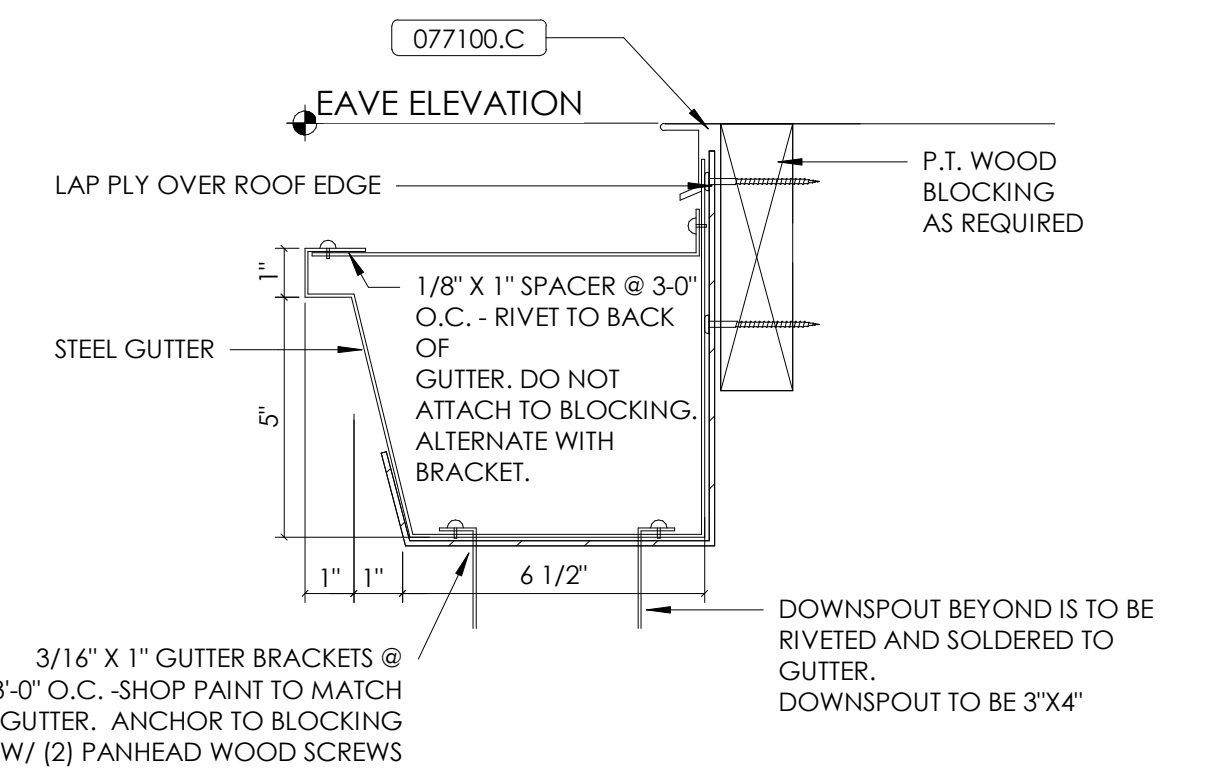 077100.C
EAVE ELEVATION
LAP PLY OVER ROOF EDGE
P.T. WOOD
BLOCKING
AS REQUIRED
1"
1/8" X 1" SPACER @ 3-0"
O.C. - RIVET TO BACK
OF
GUTTER. DO NOT
ATTACH TO BLOCKING.
ALTERNATE WITH
BRACKET.
STEEL GUTTER
5"
1"
1"
6 1/2"
DOWNSPOUT BEYOND IS TO BE
RIVETED AND SOLDERED TO
GUTTER.
DOWNSPOUT TO BE 3"X4"
3/16" X 1" GUTTER BRACKETS @
3'-0" O.C. -SHOP PAINT TO MATCH
GUTTER. ANCHOR TO BLOCKING
W/ (2) PANHEAD WOOD SCREWS